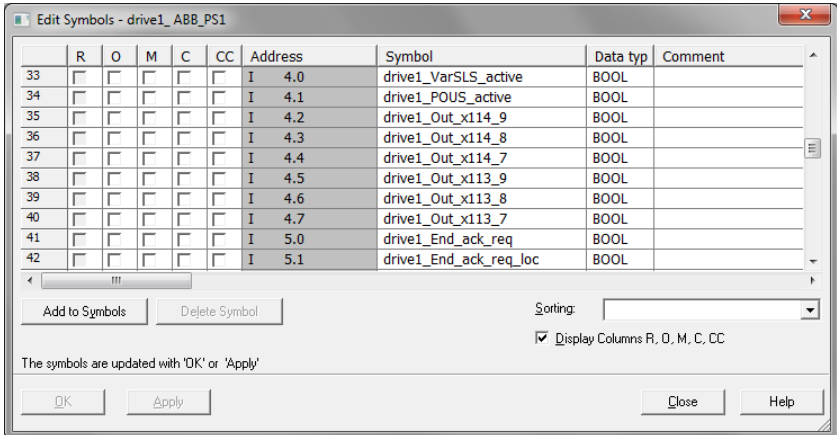 Edit Symbols - drive1_ ABB_PS1
R O M C CC Address Symbol Data typ Comment
33 I 4.0 drive1_VarSLS_active BOOL
34 I 4.1 drive1_POUS_active BOOL
35 I 4.2 drive1_Out_x114_9 BOOL
36 I 4.3 drive1_Out_x114_8 BOOL
37 I 4.4 drive1_Out_x114_7 BOOL
38 I 4.5 drive1_Out_x113_9 BOOL
39 I 4.6 drive1_Out_x113_8 BOOL
40 I 4.7 drive1_Out_x113_7 BOOL
41 I 5.0 drive1_End_ack_req BOOL
42 I 5.1 drive1_End_ack_req_loc BOOL
Add to Symbols Delete Symbol Sorting:
Display Columns R, O, M, C, CC
The symbols are updated with 'OK' or 'Apply'
OK Apply Close Help